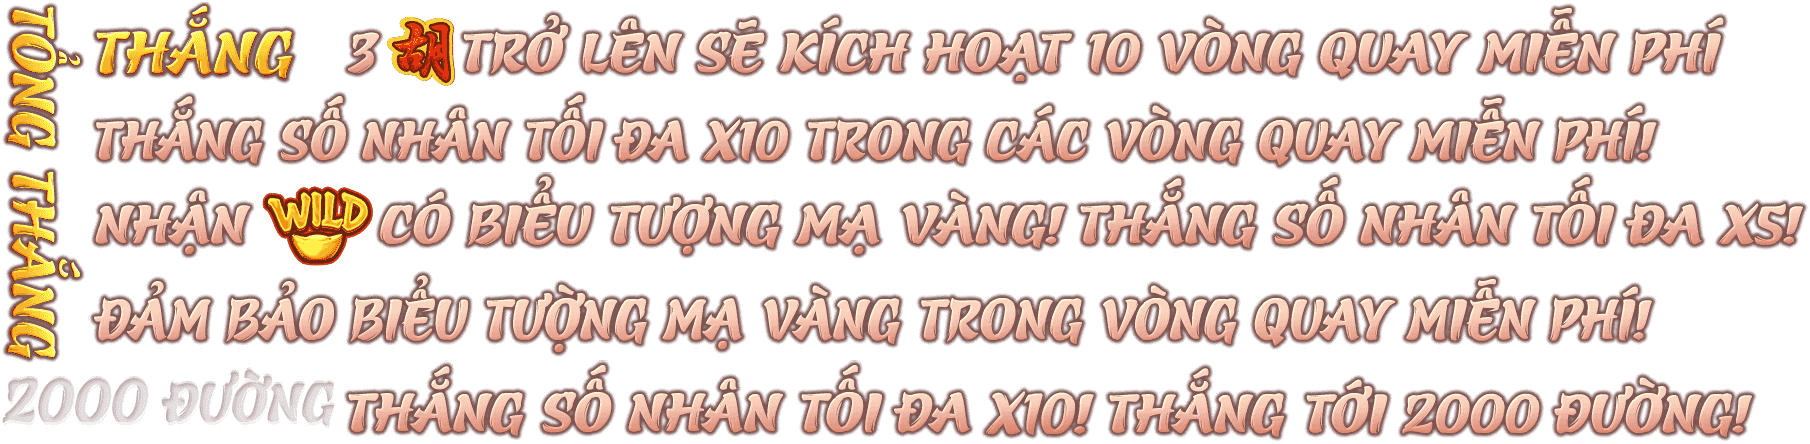 TỔNG THẮNG
THẮNG
3 胡 TRỞ LÊN SẼ KÍCH HOẠT 10 VÒNG QUAY MIỄN PHÍ
THẮNG SỐ NHÂN TỐI ĐA X10 TRONG CÁC VÒNG QUAY MIỄN PHÍ!
NHẬN WILD CÓ BIỂU TƯỢNG MẠ VÀNG! THẮNG SỐ NHÂN TỐI ĐA X5!
ĐẢM BẢO BIỂU TƯỜNG MẠ VÀNG TRONG VÒNG QUAY MIỄN PHÍ!
2000 ĐƯỜNG
THẮNG SỐ NHÂN TỐI ĐA X10! THẮNG TỚI 2000 ĐƯỜNG!